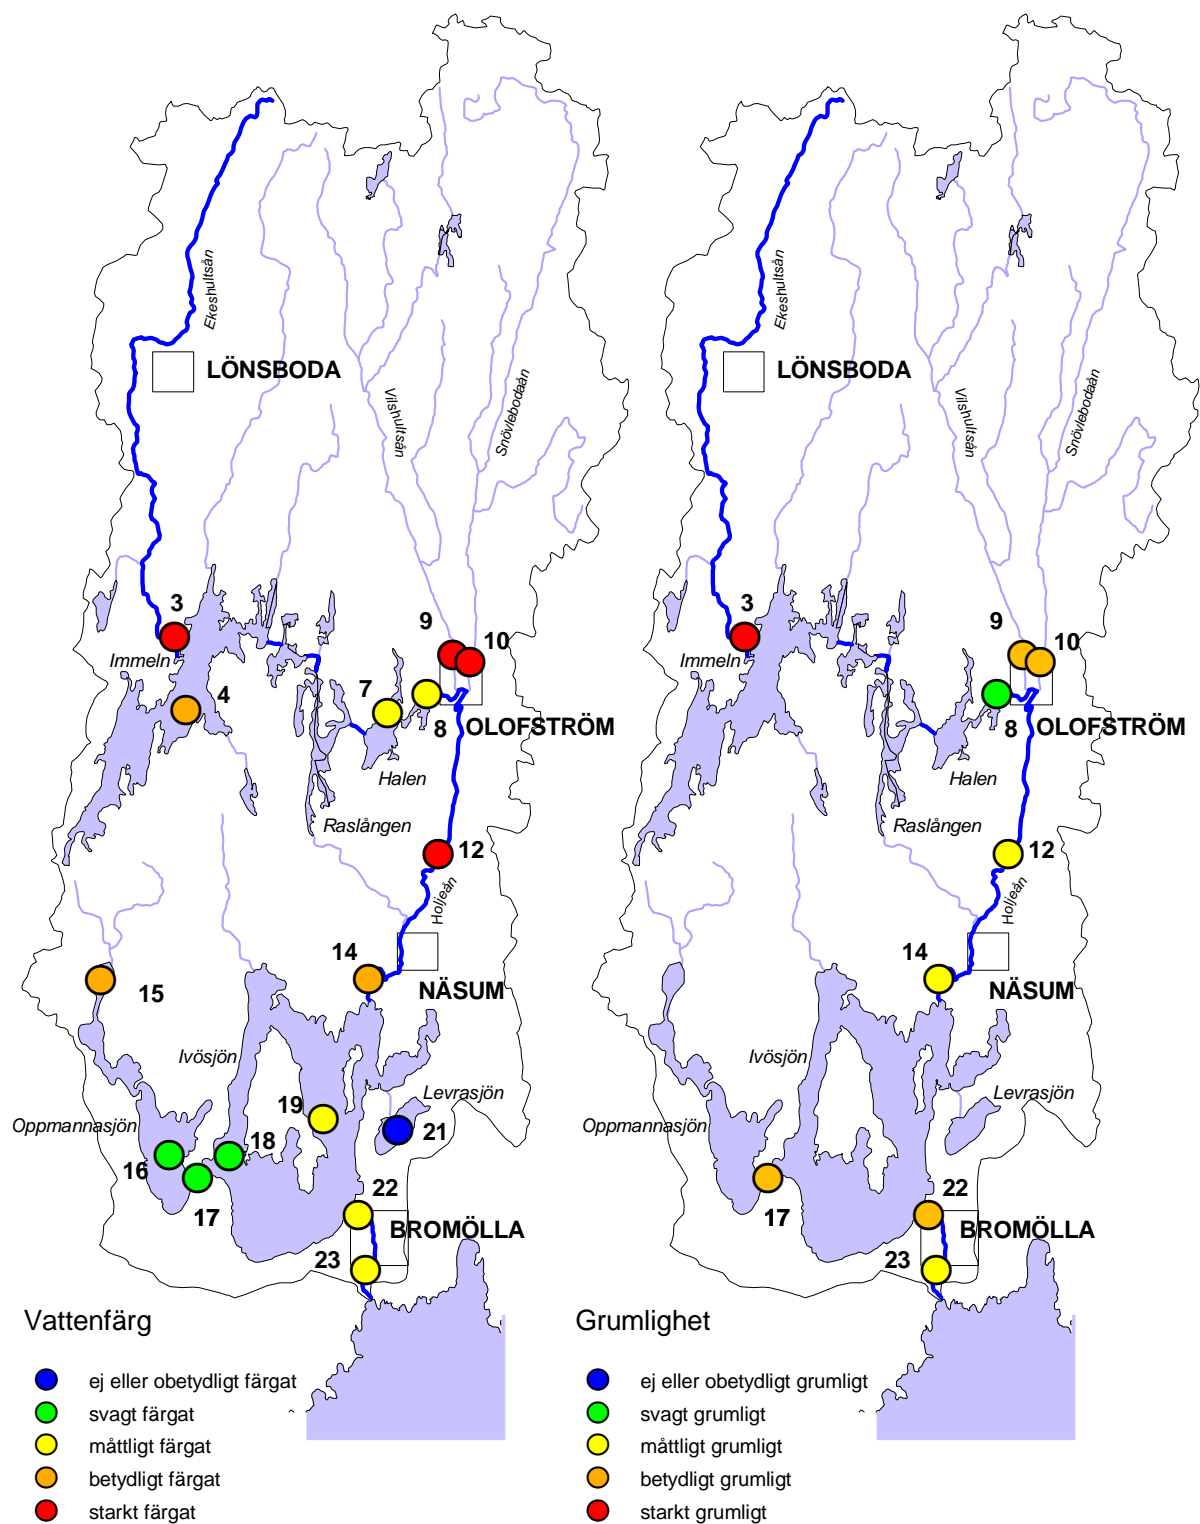 Ekeshultsån
LÖNSBODA
Vilshultsån
Snövlebodaån
3
9
10
Immeln
4
7
8
OLOFSTRÖM
Halen
Raslången
12
Holjeån
14
15
NÄSUM
Ivösjön
19
Levrasjön
Oppmannasjön
21
18
16
17
22
BROMÖLLA
23
Vattenfärg
ej eller obetydligt färgat
svagt färgat
måttligt färgat
betydligt färgat
starkt färgat
Ekeshultsån
LÖNSBODA
Vilshultsån
Snövlebodaån
3
9
10
Immeln
8
OLOFSTRÖM
Halen
Raslången
12
Holjeån
14
NÄSUM
Ivösjön
Levrasjön
Oppmannasjön
17
22
BROMÖLLA
23
Grumlighet
ej eller obetydligt grumligt
svagt grumligt
måttligt grumligt
betydligt grumligt
starkt grumligt